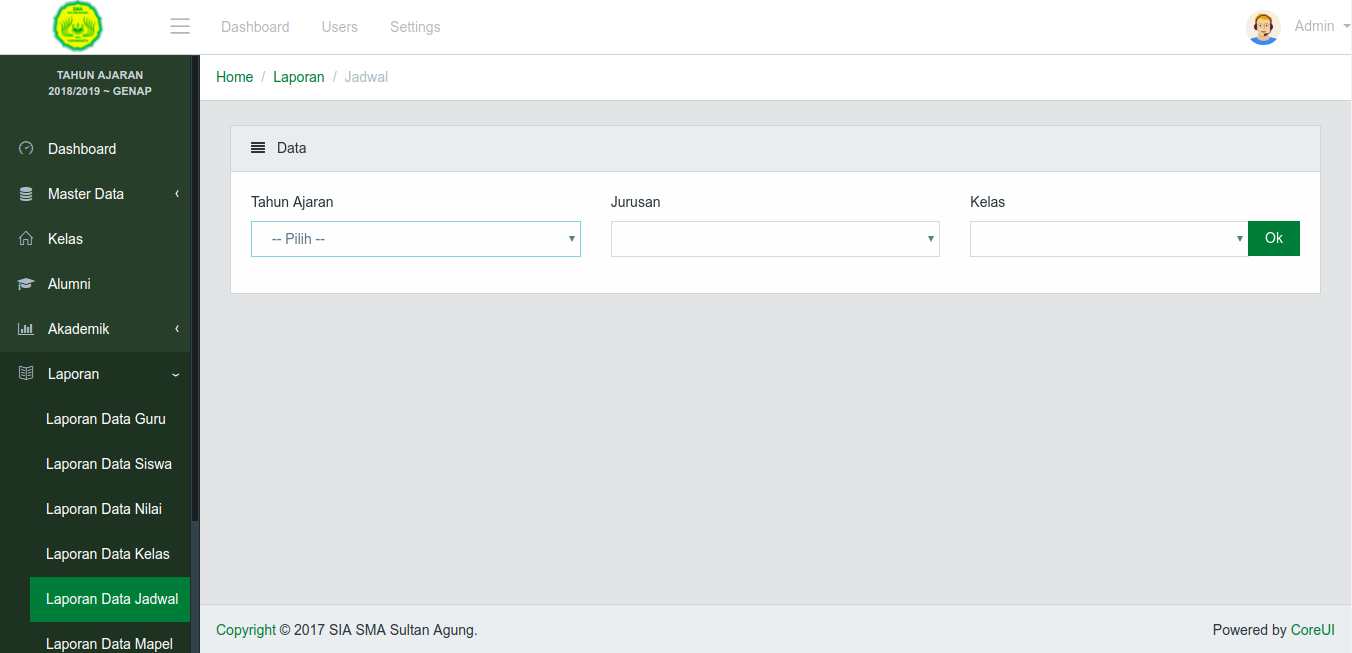 Dashboard Users Settings Admin
TAHUN AJARAN
2018/2019 ~ GENAP
Home / Laporan / Jadwal
Dashboard
Master Data
Kelas
Alumni
Akademik
Laporan
Laporan Data Guru
Laporan Data Siswa
Laporan Data Nilai
Laporan Data Kelas
Laporan Data Jadwal
Laporan Data Mapel
Data
Tahun Ajaran Jurusan Kelas
-- Pilih -- Ok
Copyright © 2017 SIA SMA Sultan Agung. Powered by CoreUI